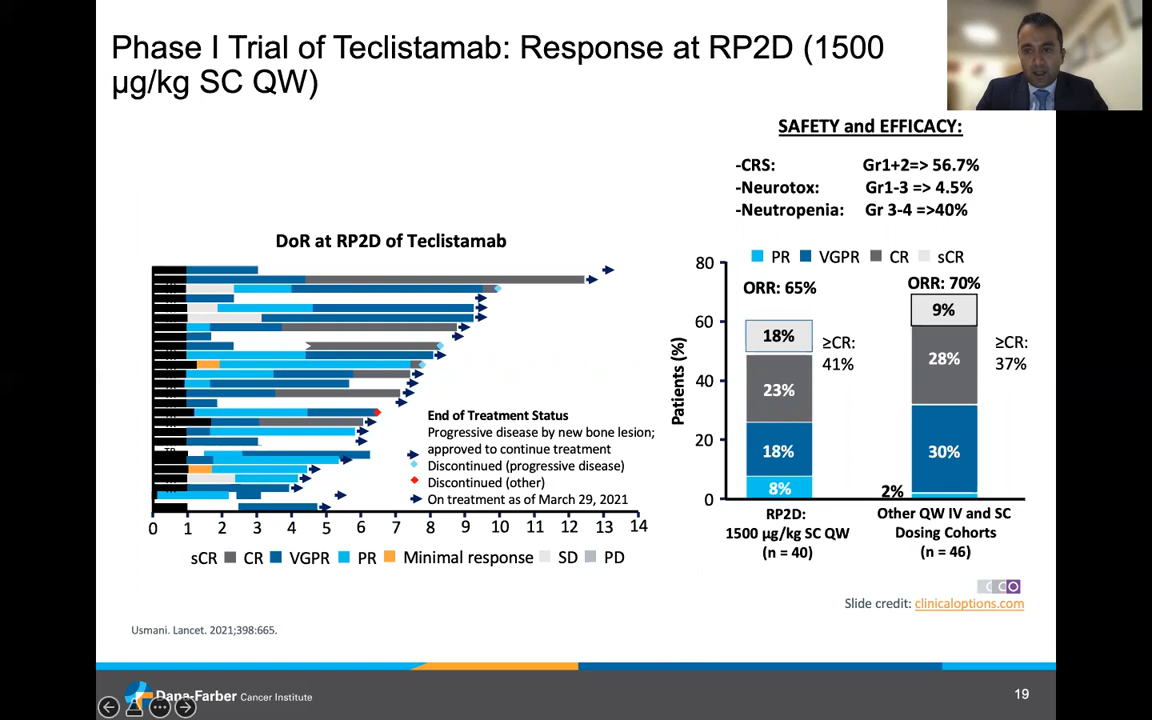 Phase I Trial of Teclistamab: Response at RP2D (1500
µg/kg SC QW)
SAFETY and EFFICACY:
-CRS: Gr1+2=> 56.7%
-Neurotox: Gr1-3 => 4.5%
-Neutropenia: Gr 3-4 =>40%
DoR at RP2D of Teclistamab
End of Treatment Status
Progressive disease by new bone lesion;
approved to continue treatment
Discontinued (progressive disease)
Discontinued (other)
On treatment as of March 29, 2021
0 1 2 3 4 5 6 7 8 9 10 11 12 13 14
sCR CR VGPR PR Minimal response SD PD
PR VGPR CR sCR
80
60
40
20
0
Patients (%)
ORR: 65%
18%
23%
18%
8%
≥CR:
41%
ORR: 70%
9%
28%
30%
2%
≥CR:
37%
RP2D:
1500 µg/kg SC QW
(n = 40)
Other QW IV and SC
Dosing Cohorts
(n = 46)
CCO
Slide credit: clinicaloptions.com
Usmani. Lancet. 2021;398:665.
Dana-Farber Cancer Institute
19